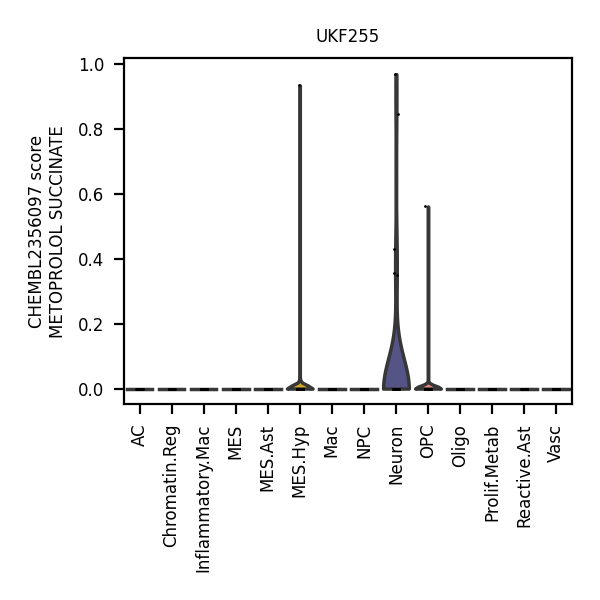 UKF255
CHEMBL2356097 score
METOPROLOL SUCCINATE
1.0
0.8
0.6
0.4
0.2
0.0
AC
Chromatin.Reg
Inflammatory.Mac
MES
MES.Ast
MES.Hyp
Mac
NPC
Neuron
OPC
Oligo
Prolif.Metab
Reactive.Ast
Vasc